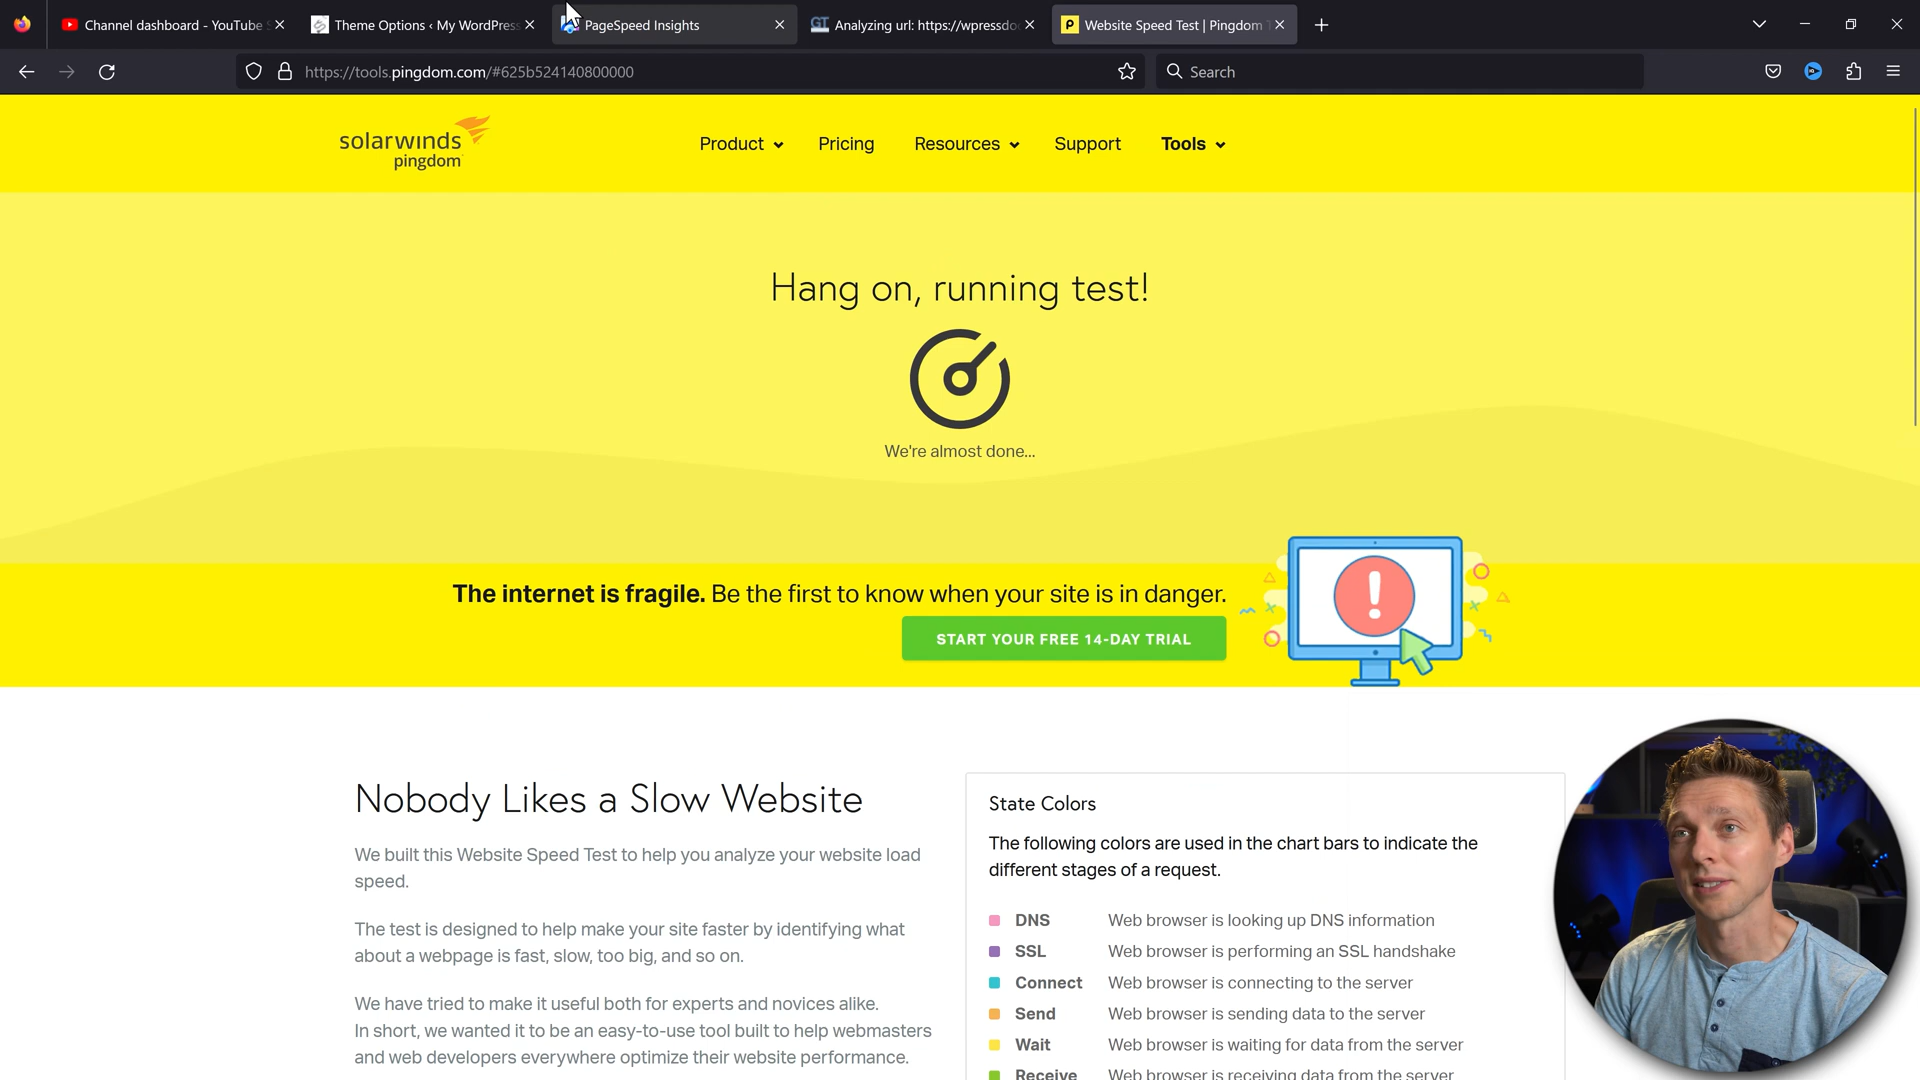 Channel dashboard - YouTube S
Theme Options ‹ My WordPress
PageSpeed Insights
GT
Analyzing url: https://wpressdoc
Website Speed Test | Pingdom T
https://tools.pingdom.com/#625b524140800000
Search
solarwinds
pingdom
Product
Pricing
Resources
Support
Tools
Hang on, running test!
We're almost done...
The internet is fragile. Be the first to know when your site is in danger.
START YOUR FREE 14-DAY TRIAL
Nobody Likes a Slow Website
We built this Website Speed Test to help you analyze your website load
speed.
The test is designed to help make your site faster by identifying what
about a webpage is fast, slow, too big, and so on.
We have tried to make it useful both for experts and novices alike.
In short, we wanted it to be an easy-to-use tool built to help webmasters
and web developers everywhere optimize their website performance.
State Colors
The following colors are used in the chart bars to indicate the
different stages of a request.
DNS Web browser is looking up DNS information
SSL Web browser is performing an SSL handshake
Connect Web browser is connecting to the server
Send Web browser is sending data to the server
Wait Web browser is waiting for data from the server
Receive Web browser is receiving data from the server